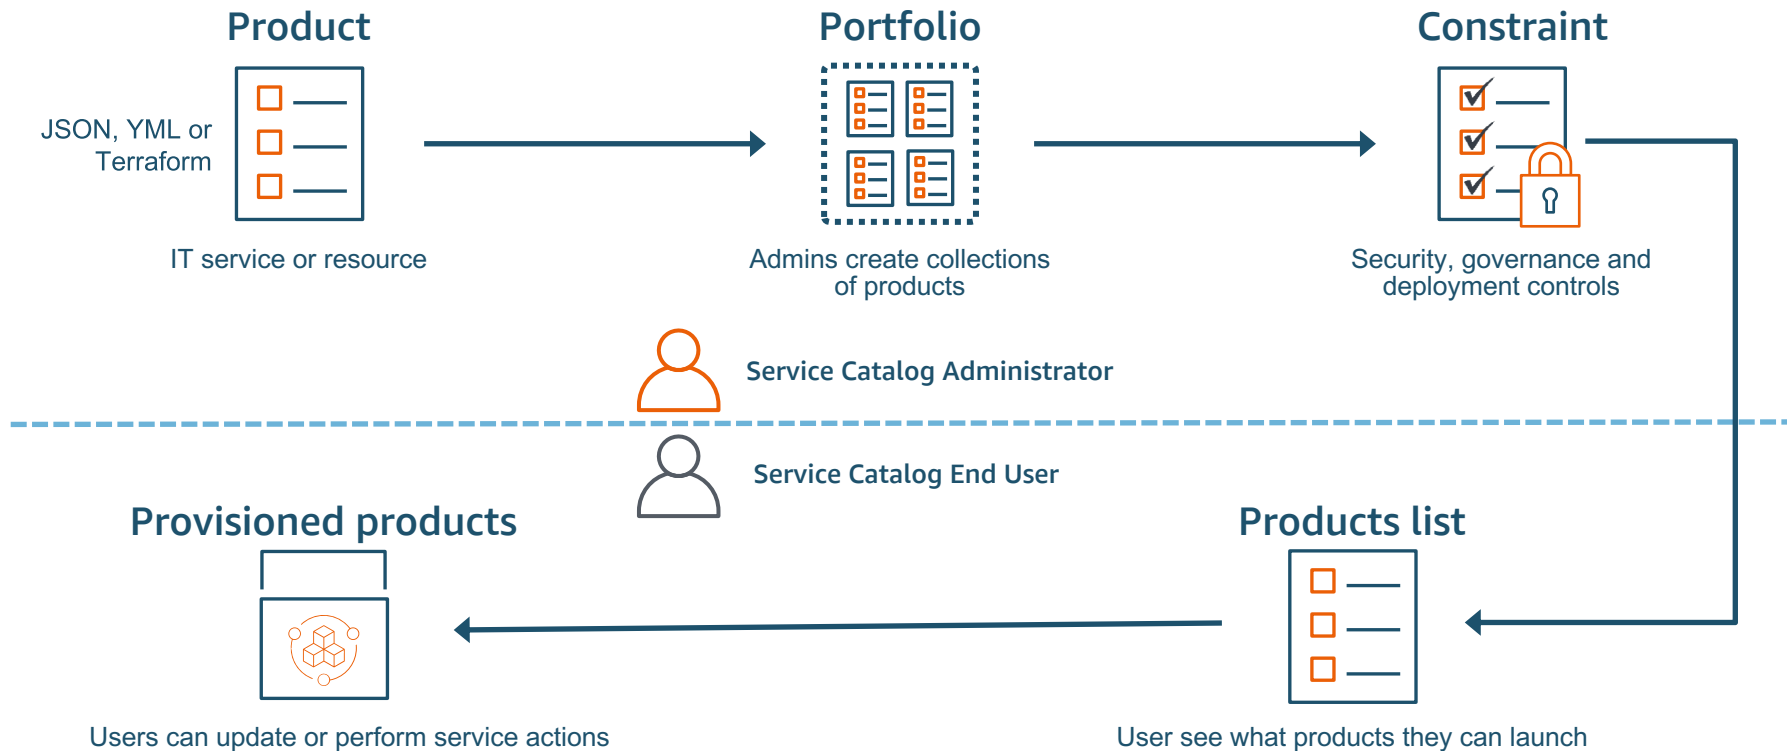 Product
Portfolio
Constraint
JSON, YML or
Terraform
IT service or resource
Admins create collections
of products
Security, governance and
deployment controls
Service Catalog Administrator
Service Catalog End User
Provisioned products
Products list
Users can update or perform service actions
User see what products they can launch